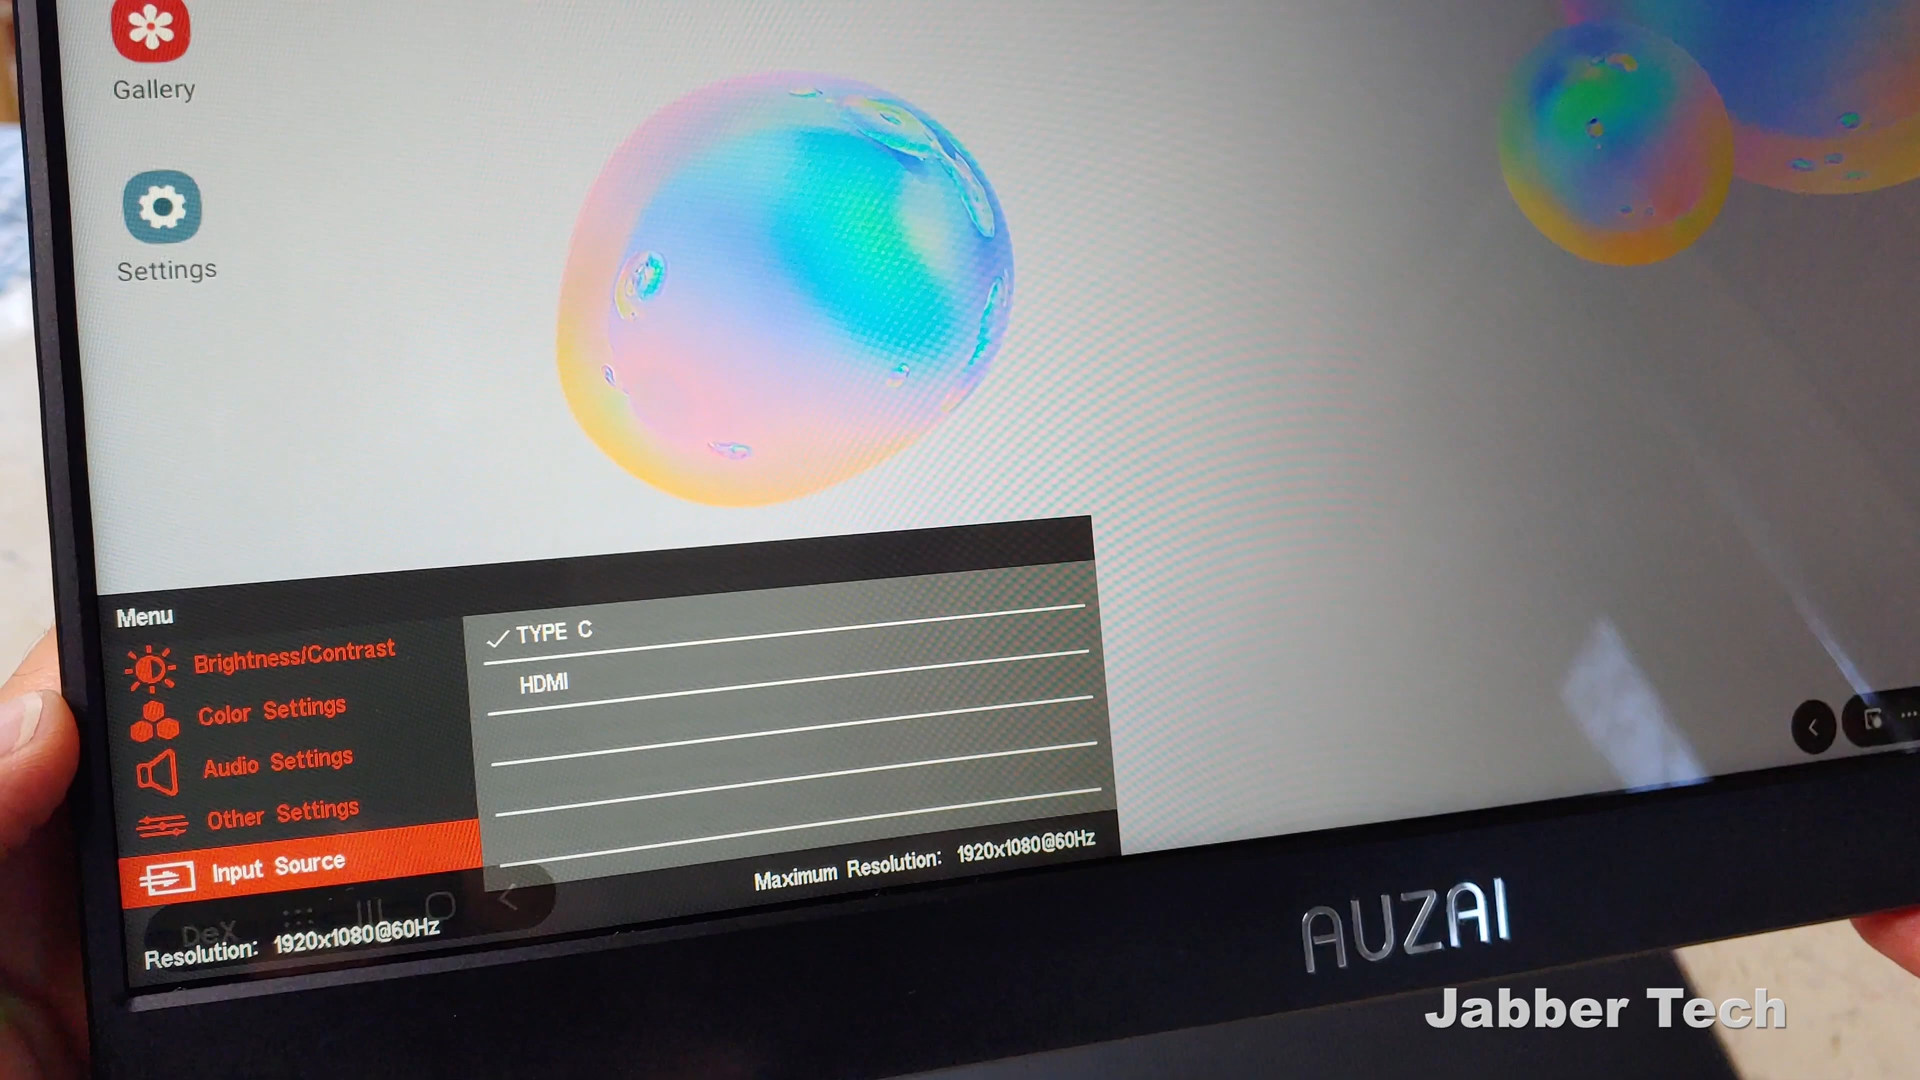 Gallery
Settings
Menu
Brightness/Contrast
Color Settings
Audio Settings
Other Settings
Input Source
TYPE C
HDMI
Maximum Resolution: 1920x1080@60Hz
DeX
Resolution: 1920x1080@60Hz
AUZAI
Jabber Tech